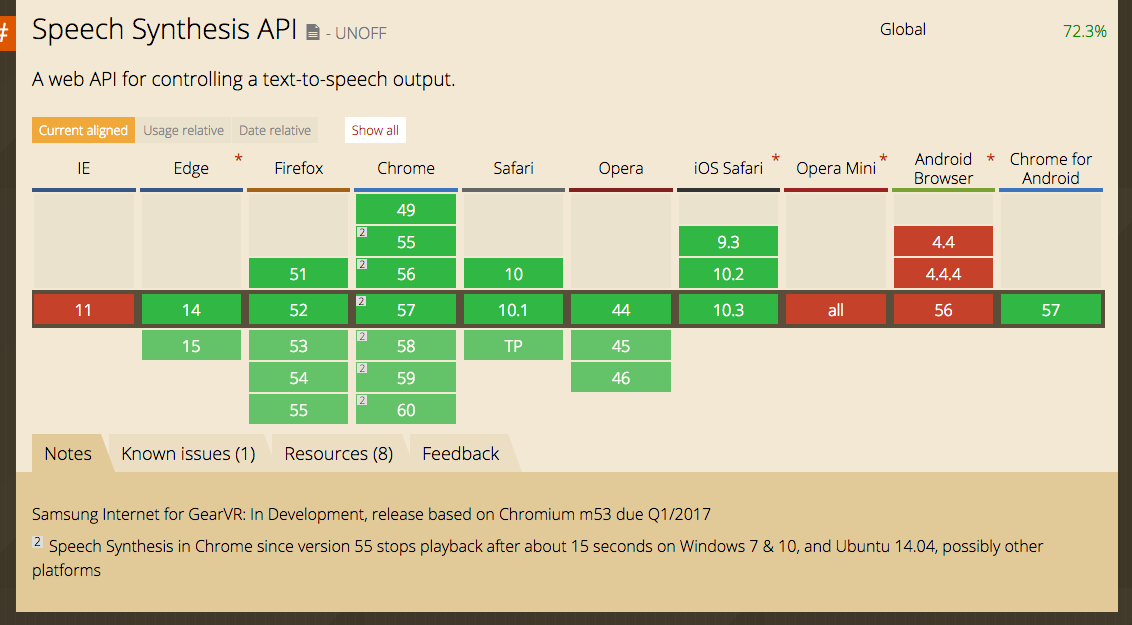 #
Speech Synthesis API - UNOFF
Global 72.3%
A web API for controlling a text-to-speech output.
Current aligned Usage relative Date relative Show all
IE Edge * Firefox Chrome Safari Opera iOS Safari * Opera Mini * Android Browser * Chrome for Android
49
2 55 9.3 4.4
51 2 56 10 10.2 4.4.4
11 14 52 2 57 10.1 44 10.3 all 56 57
15 53 2 58 TP 45
54 2 59 46
55 2 60
Notes Known issues (1) Resources (8) Feedback
Samsung Internet for GearVR: In Development, release based on Chromium m53 due Q1/2017
2 Speech Synthesis in Chrome since version 55 stops playback after about 15 seconds on Windows 7 & 10, and Ubuntu 14.04, possibly other
platforms